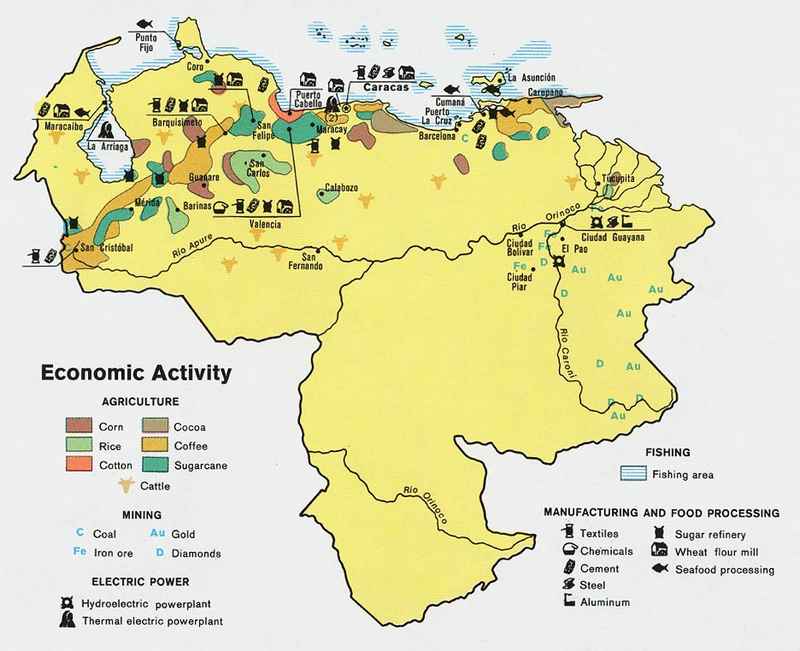 Punto
Fijo
Coro
Maracaibo
La Arriaga
Barquisimeto
San
Felipe
Puerto
Cabello
(2)
Maracay
Caracas
Cumaná
Puerto
La Cruz
Barcelona
La Asunción
Carúpano
C
Guanare
San
Carlos
Mérida
Barinas
Valencia
Calabozo
San Cristóbal
Río Apure
San
Fernando
Tucupita
Río Orinoco
Ciudad
Bolívar
Ciudad Guayana
Fe
Fe
El Pao
D
Fe
Ciudad
Piar
Au
Au
Au
D
Au
Río Caroní
D
Au
D
D
Au
Río Orinoco
Economic Activity
AGRICULTURE
Corn
Cocoa
Rice
Coffee
Cotton
Sugarcane
Cattle
MINING
C Coal
Au Gold
Fe Iron ore
D Diamonds
ELECTRIC POWER
Hydroelectric powerplant
Thermal electric powerplant
FISHING
Fishing area
MANUFACTURING AND FOOD PROCESSING
Textiles
Sugar refinery
Chemicals
Wheat flour mill
Cement
Seafood processing
Steel
Aluminum